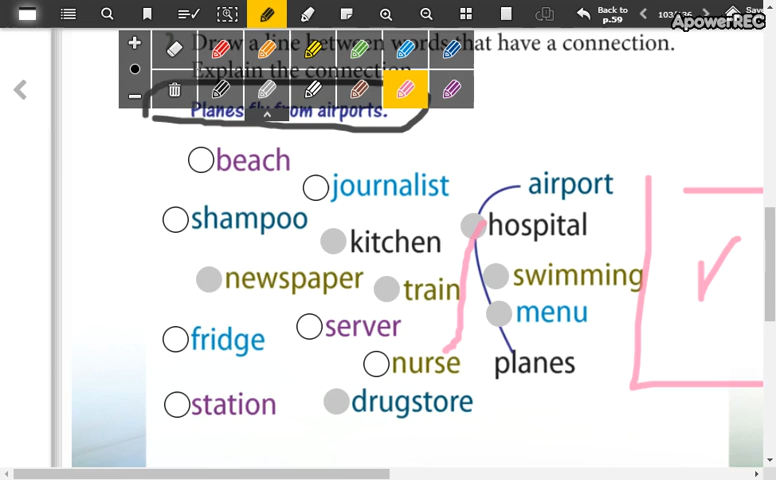 Back to
p.59
Save
ApowerREC
2. Draw a line between words that have a connection.
Explain the connection.
Planes fly from airports.
beach
journalist
airport
shampoo
hospital
kitchen
newspaper
train
swimming
server
menu
fridge
nurse
planes
station
drugstore